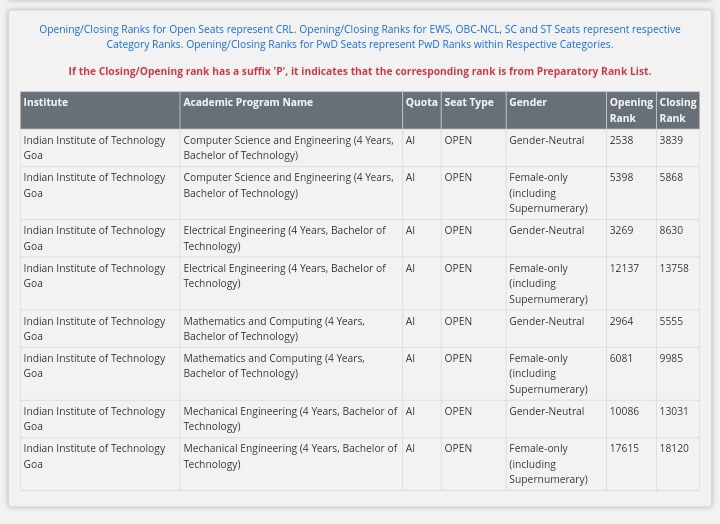 Opening/Closing Ranks for Open Seats represent CRL. Opening/Closing Ranks for EWS, OBC-NCL, SC and ST Seats represent respective
Category Ranks. Opening/Closing Ranks for PwD Seats represent PwD Ranks within Respective Categories.
If the Closing/Opening rank has a suffix 'P', it indicates that the corresponding rank is from Preparatory Rank List.
Institute Academic Program Name Quota Seat Type Gender Opening Closing
Rank Rank
Indian Institute of Technology Computer Science and Engineering (4 Years, AI OPEN Gender-Neutral 2538 3839
Goa Bachelor of Technology)
Indian Institute of Technology Computer Science and Engineering (4 Years, AI OPEN Female-only 5398 5868
Goa Bachelor of Technology) (including
Supernumerary)
Indian Institute of Technology Electrical Engineering (4 Years, Bachelor of AI OPEN Gender-Neutral 3269 8630
Goa Technology)
Indian Institute of Technology Electrical Engineering (4 Years, Bachelor of AI OPEN Female-only 12137 13758
Goa Technology) (including
Supernumerary)
Indian Institute of Technology Mathematics and Computing (4 Years, AI OPEN Gender-Neutral 2964 5555
Goa Bachelor of Technology)
Indian Institute of Technology Mathematics and Computing (4 Years, AI OPEN Female-only 6081 9985
Goa Bachelor of Technology) (including
Supernumerary)
Indian Institute of Technology Mechanical Engineering (4 Years, Bachelor of AI OPEN Gender-Neutral 10086 13031
Goa Technology)
Indian Institute of Technology Mechanical Engineering (4 Years, Bachelor of AI OPEN Female-only 17615 18120
Goa Technology) (including
Supernumerary)